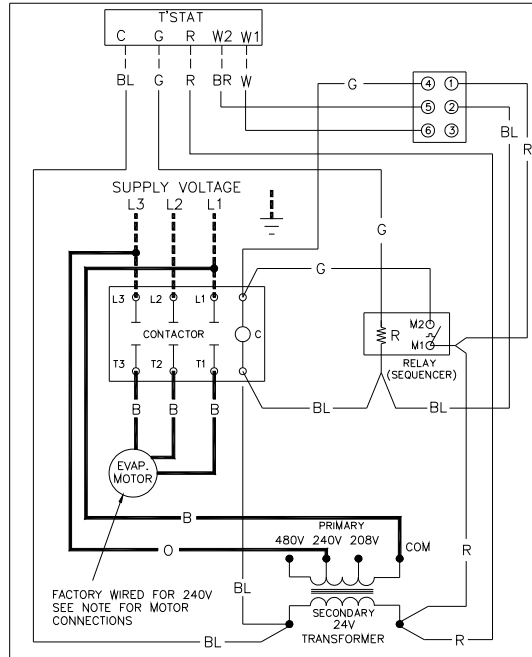 T'STAT
C G R W2 W1
BL G R BR W
G
4 1
5 2
6 3
BL
R
SUPPLY VOLTAGE
L3 L2 L1
G
G
L3 L2 L1
CONTACTOR
C
T3 T2 T1
M2
R
M1
RELAY
(SEQUENCER)
B B B
BL
BL
EVAP.
MOTOR
B
PRIMARY
480V 240V 208V COM
O
R
FACTORY WIRED FOR 240V
SEE NOTE FOR MOTOR
CONNECTIONS
BL
SECONDARY
24V
TRANSFORMER
BL
R